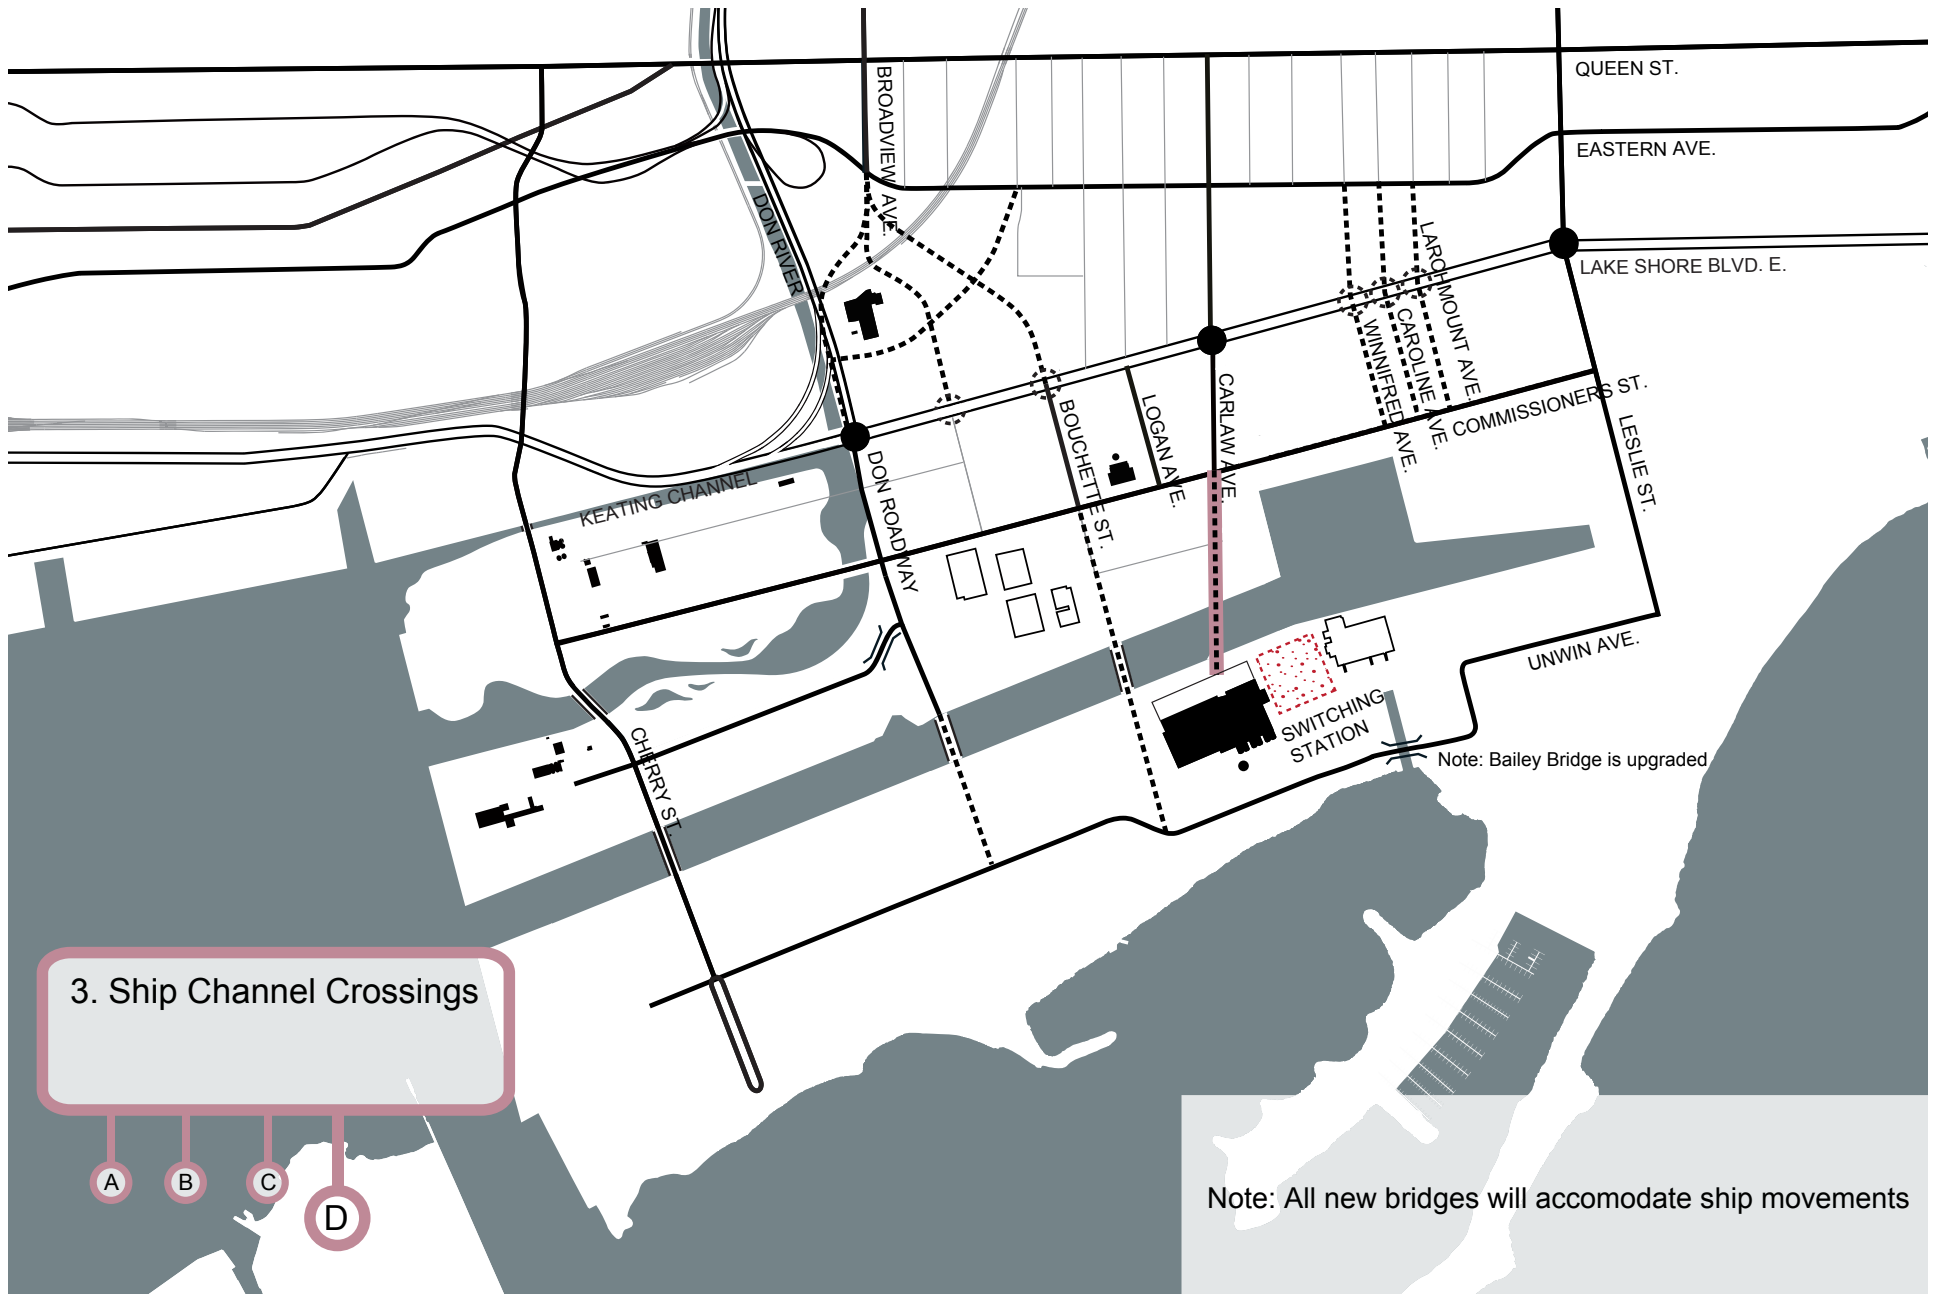 QUEEN ST.
EASTERN AVE.
BROADVIEW AVE.
DON RIVER
LARCHMOUNT AVE.
LAKE SHORE BLVD. E.
WINNIFRED AVE.
CAROLINE AVE.
COMMISSIONERS ST.
CARLAW AVE.
LOGAN AVE.
BOUCHETTE ST.
LESLIE ST.
KEATING CHANNEL
DON ROADWAY
UNWIN AVE.
SWITCHING
STATION
CHERRY ST.
Note: Bailey Bridge is upgraded
3. Ship Channel Crossings
A
B
C
D
Note: All new bridges will accomodate ship movements